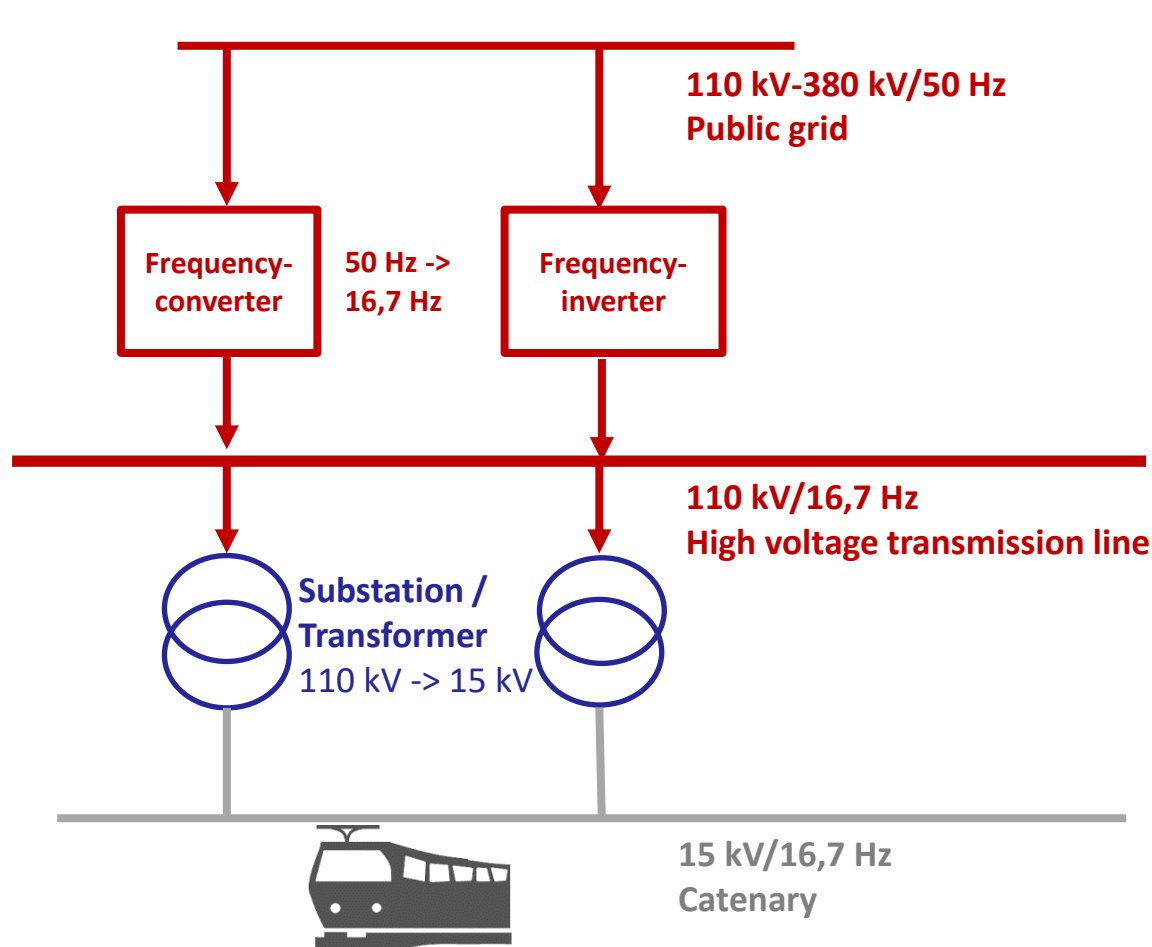 110 kV-380 kV/50 Hz
Public grid
Frequency-
converter
50 Hz ->
16,7 Hz
Frequency-
inverter
110 kV/16,7 Hz
High voltage transmission line
Substation /
Transformer
110 kV -> 15 kV
15 kV/16,7 Hz
Catenary